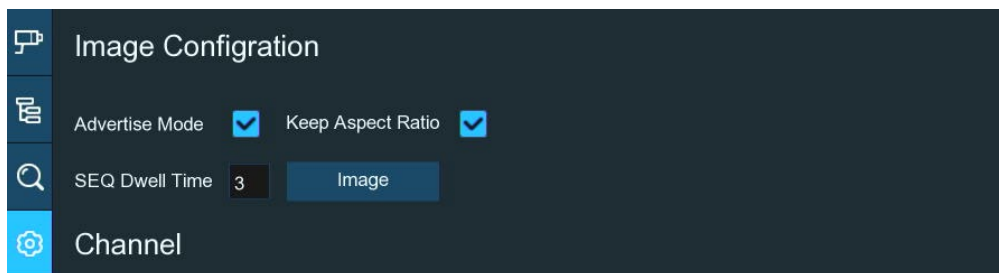 Image Configration
Advertise Mode Keep Aspect Ratio
SEQ Dwell Time 3 Image
Channel